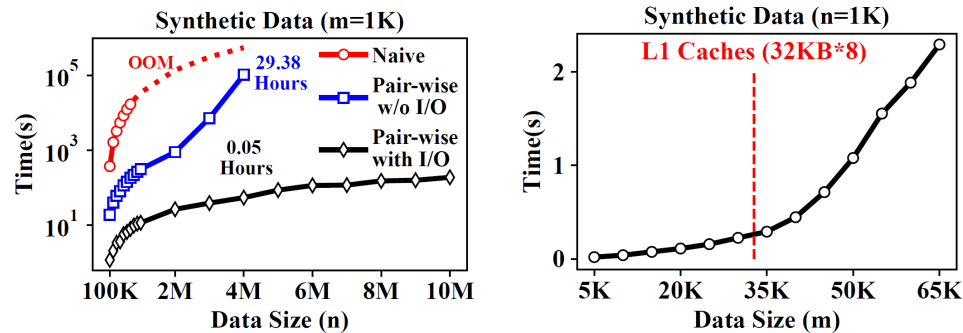 Synthetic Data (m=1K)
Time(s)
10^5
10^3
10^1
OOM
29.38
Hours
0.05
Hours
Naive
Pair-wise
w/o I/O
Pair-wise
with I/O
100K 2M 4M 6M 8M 10M
Data Size (n)
Synthetic Data (n=1K)
L1 Caches (32KB*8)
Time(s)
2
1
0
5K 20K 35K 50K 65K
Data Size (m)